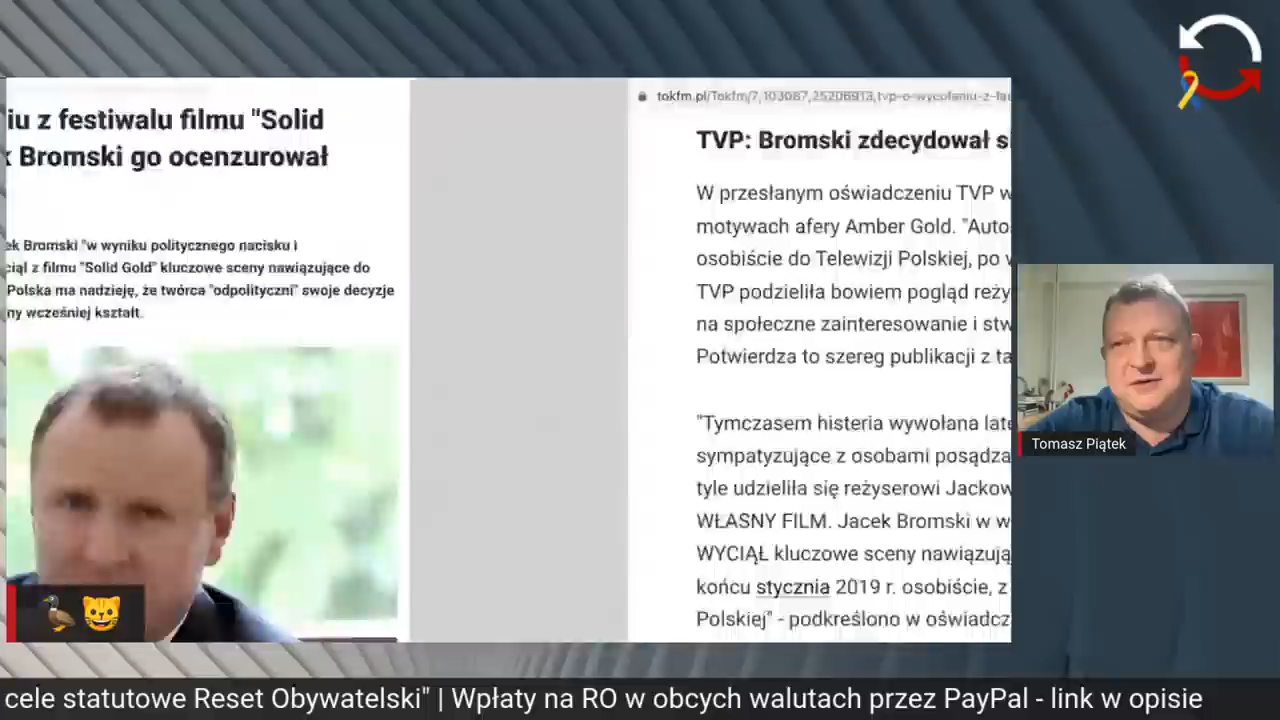 iu z festiwalu filmu "Solid
Bromski go ocenzurował
ek Bromski "w wyniku politycznego nacisku i
ciął z filmu "Solid Gold" kluczowe sceny nawiązujące do
Polska ma nadzieję, że twórca "odpolityczni" swoje decyzje
ny wcześniej kształt.
tokfm.pl/Tokfm/7,103087,25206913,tvp-o-wycofaniu-z-fe
TVP: Bromski zdecydował si
W przesłanym oświadczeniu TVP w
motywach afery Amber Gold. "Auto
osobiście do Telewizji Polskiej, po w
TVP podzieliła bowiem pogląd reży
na społeczne zainteresowanie i stw
Potwierdza to szereg publikacji z ta
"Tymczasem histeria wywołana late
sympatyzujące z osobami posądza
tyle udzieliła się reżyserowi Jackow
WŁASNY FILM. Jacek Bromski w w
WYCIĄŁ kluczowe sceny nawiązują
końcu stycznia 2019 r. osobiście, z
Polskiej" - podkreślono w oświadcz
Tomasz Piątek
cele statutowe Reset Obywatelski" | Wpłaty na RO w obcych walutach przez PayPal - link w opisie